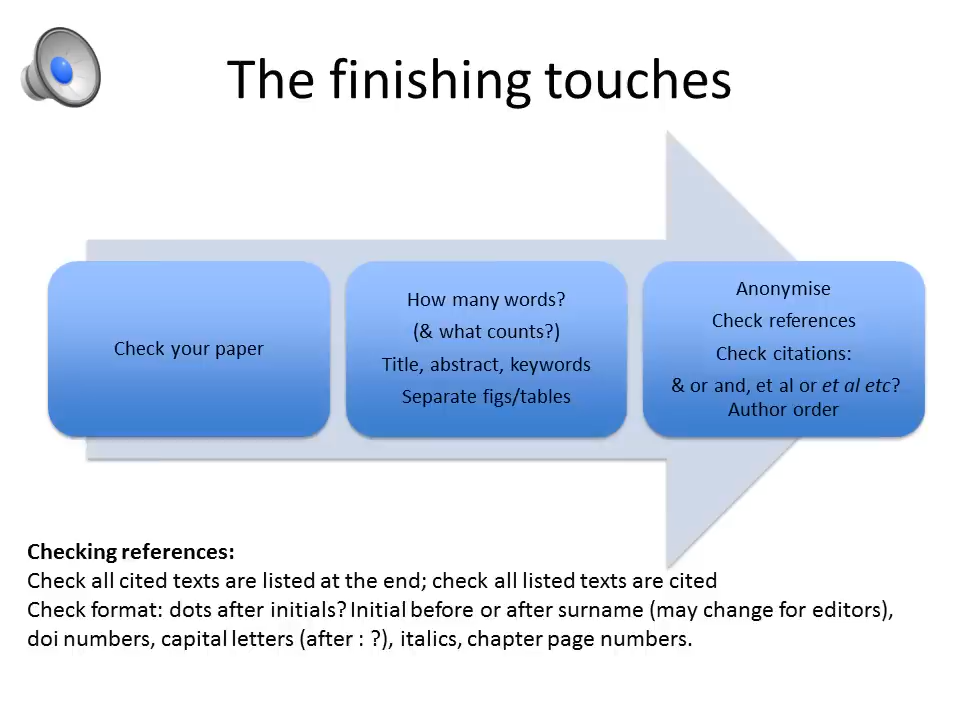 The finishing touches
Check your paper
How many words?
(& what counts?)
Title, abstract, keywords
Separate figs/tables
Anonymise
Check references
Check citations:
& or and, et al or et al etc?
Author order
Checking references:
Check all cited texts are listed at the end; check all listed texts are cited
Check format: dots after initials? Initial before or after surname (may change for editors),
doi numbers, capital letters (after : ?), italics, chapter page numbers.